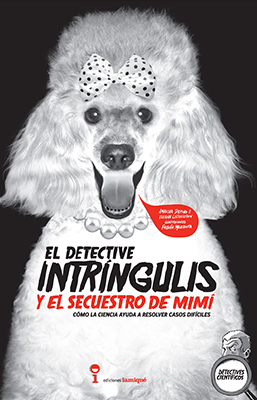 EL DETECTIVE
INTRÍNGULIS
Y EL SECUESTRO DE MIMÍ
CÓMO LA CIENCIA AYUDA A RESOLVER CASOS DIFÍCILES
DETECTIVES
CIENTÍFICOS
ediciones iamiqué